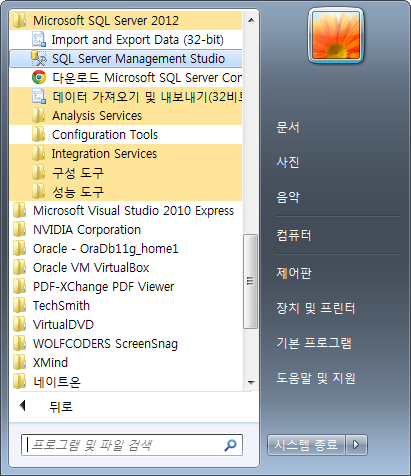 Microsoft SQL Server 2012
Import and Export Data (32-bit)
SQL Server Management Studio
다운로드 Microsoft SQL Server Con
데이터 가져오기 및 내보내기(32비트
Analysis Services
Configuration Tools
Integration Services
구성 도구
성능 도구
Microsoft Visual Studio 2010 Express
NVIDIA Corporation
Oracle - OraDb11g_home1
Oracle VM VirtualBox
PDF-XChange PDF Viewer
TechSmith
VirtualDVD
WOLFCODERS ScreenSnag
XMind
네이트온
뒤로
프로그램 및 파일 검색
문서
사진
음악
컴퓨터
제어판
장치 및 프린터
기본 프로그램
도움말 및 지원
시스템 종료